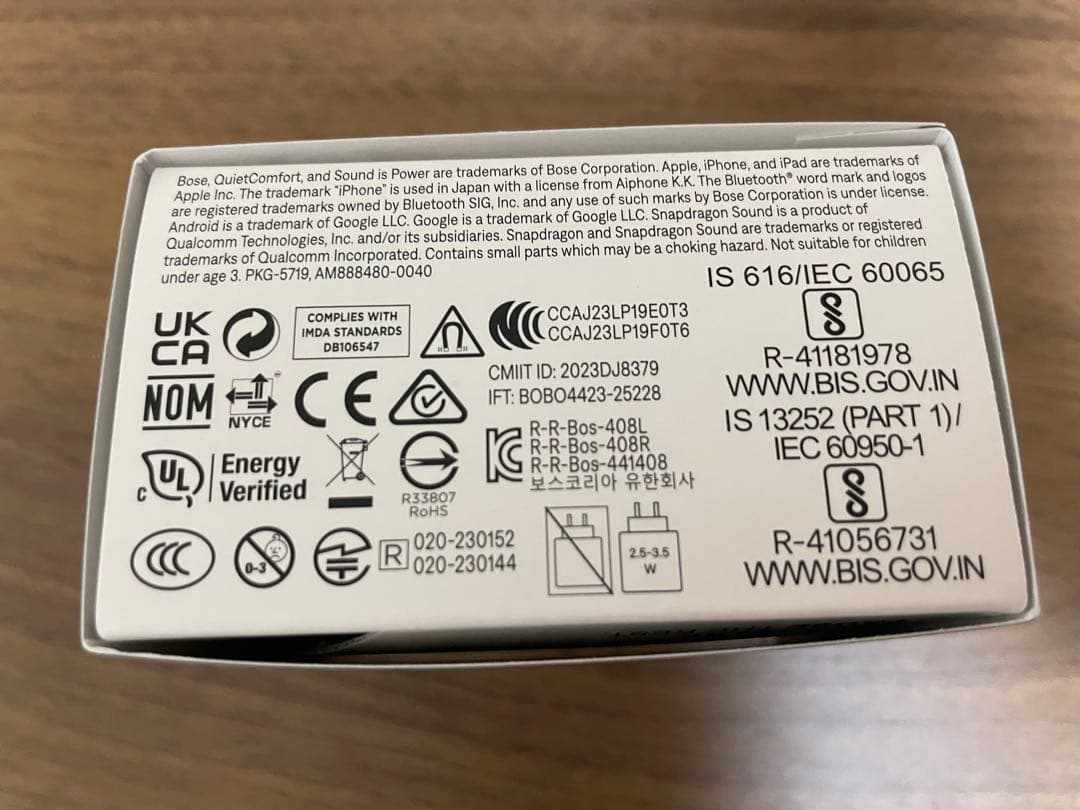 Bose, QuietComfort, and Sound is Power are trademarks of Bose Corporation. Apple, iPhone, and iPad are trademarks of
Apple Inc. The trademark "iPhone" is used in Japan with a license from Aiphone K.K. The Bluetooth® word mark and logos
are registered trademarks owned by Bluetooth SIG, Inc. and any use of such marks by Bose Corporation is under license.
Android is a trademark of Google LLC. Google is a trademark of Google LLC. Snapdragon Sound is a product of
Qualcomm Technologies, Inc. and/or its subsidiaries. Snapdragon and Snapdragon Sound are trademarks or registered
trademarks of Qualcomm Incorporated. Contains small parts which may be a choking hazard. Not suitable for children
under age 3. PKG-5719, AM888480-0040
UK
CA
COMPLIES WITH
IMDA STANDARDS
DB106547
CCAJ23LP19E0T3
CCAJ23LP19F0T6
NOM
NYCE
CE
CMIIT ID: 2023DJ8379
IFT: BOBO4423-25228
C UL
Energy
Verified
R33807
RoHS
KC
R-R-Bos-408L
R-R-Bos-408R
R-R-Bos-441408
보스코리아 유한회사
CCC
0-3
R
020-230152
020-230144
2.5-3.5
W
IS 616/IEC 60065
R-41181978
WWW.BIS.GOV.IN
IS 13252 (PART 1)/
IEC 60950-1
R-41056731
WWW.BIS.GOV.IN